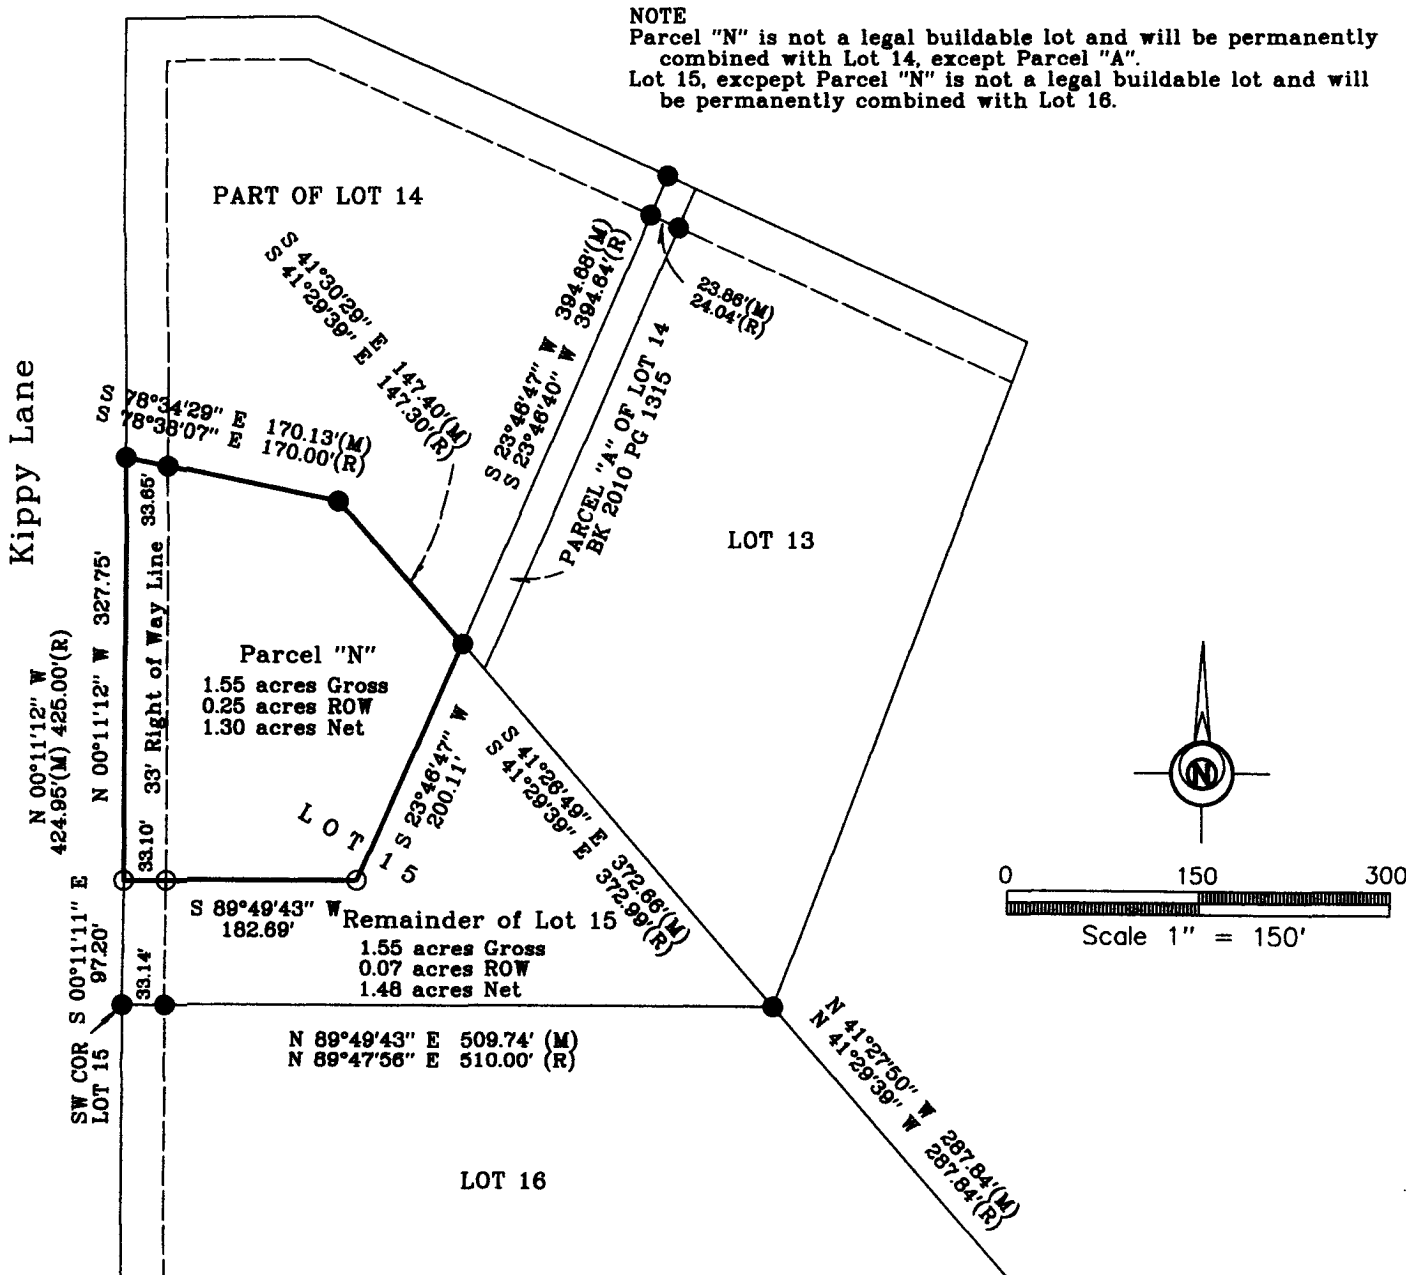 NOTE
Parcel "N" is not a legal buildable lot and will be permanently
combined with Lot 14, except Parcel "A".
Lot 15, excpept Parcel "N" is not a legal buildable lot and will
be permanently combined with Lot 16.
PART OF LOT 14
S 41°30'29" E 147.40'(M)
S 41°29'39" E 147.30'(R)
S 23°46'47" W 394.68'(M)
S 23°46'40" W 394.64'(R)
23.86'(M)
24.04'(R)
PARCEL "A" OF LOT 14
BK 2010 PG 1315
LOT 13
Kippy Lane
S 78°34'29" E 170.13'(M)
S 78°38'07" E 170.00'(R)
33.65'
33' Right of Way Line
33.10'
N 00°11'12" W 327.75'
N 00°11'12" W
424.95'(M) 425.00'(R)
Parcel "N"
1.55 acres Gross
0.25 acres ROW
1.30 acres Net
S 23°46'47" W
200.11'
LOT 15
S 41°26'49" E 372.66'(M)
S 41°29'39" E 372.99'(R)
S 89°49'43" W
182.69'
Remainder of Lot 15
1.55 acres Gross
0.07 acres ROW
1.48 acres Net
S 00°11'11" E
97.20'
33.14'
SW COR
LOT 15
N 89°49'43" E 509.74' (M)
N 89°47'56" E 510.00' (R)
N 41°27'50" W 287.84'(M)
N 41°29'39" W 287.84'(R)
LOT 16
N
0 150 300
Scale 1" = 150'